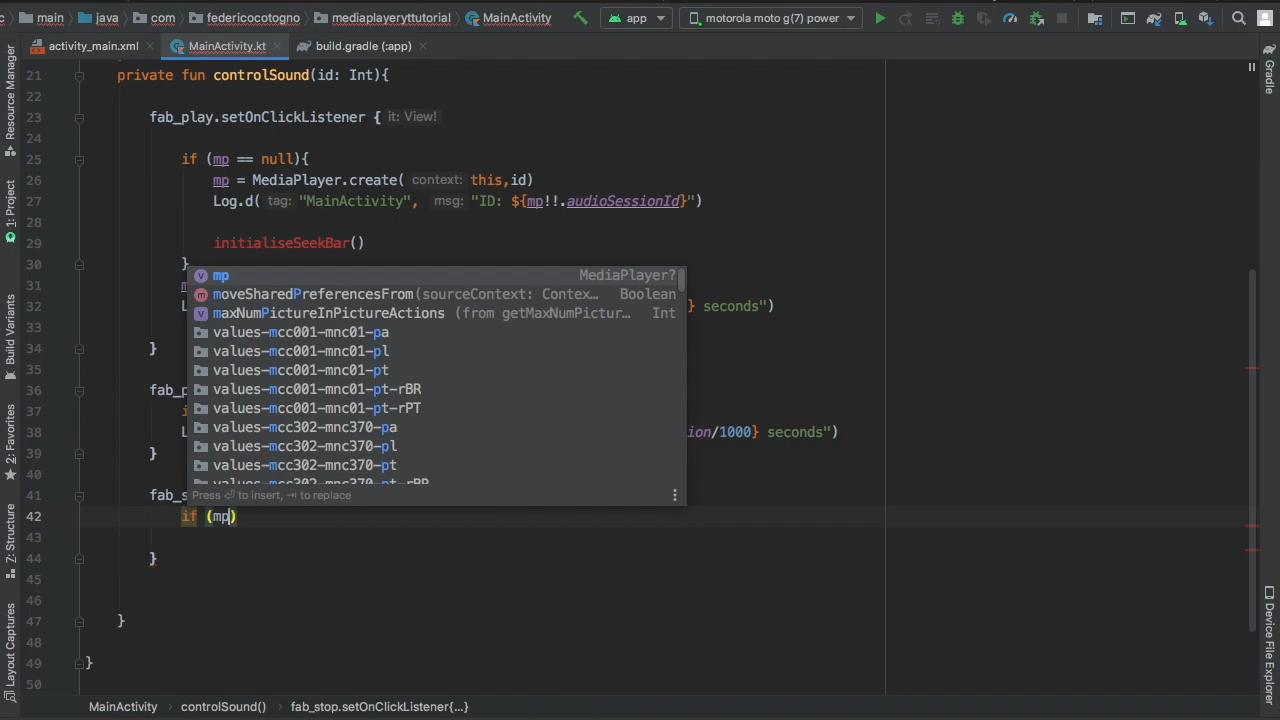 main com federicocotogno mediaplayeryttutorial MainActivity app motorola moto g(7) power
activity_main.xml MainActivity.kt build.gradle (:app)
Resource Manager
1: Project
Build Variants
2: Favorites
Z: Structure
Layout Captures
21 private fun controlSound(id: Int){
22
23 fab_play.setOnClickListener { it: View!
24
25 if (mp == null){
26 mp = MediaPlayer.create( context: this,id)
27 Log.d( tag: "MainActivity", msg: "ID: ${mp!!.audioSessionId}")
28
29 initialiseSeekBar()
30 }
31
32 L } seconds")
33
34 }
35
36 fab_p
37 i
38 L ion/1000} seconds")
39 }
40
41 fab_s
42 if (mp)
43
44 }
45
46
47 }
48
49 }
50
mp MediaPlayer?
moveSharedPreferencesFrom(sourceContext: Contex… Boolean
maxNumPictureInPictureActions (from getMaxNumPictur… Int
values-mcc001-mnc01-pa
values-mcc001-mnc01-pl
values-mcc001-mnc01-pt
values-mcc001-mnc01-pt-rBR
values-mcc001-mnc01-pt-rPT
values-mcc302-mnc370-pa
values-mcc302-mnc370-pl
values-mcc302-mnc370-pt
values-mcc302-mnc370-pt-rBR
Press ⏎ to insert, ⇥ to replace
Gradle
Device File Explorer
MainActivity controlSound() fab_stop.setOnClickListener{...}